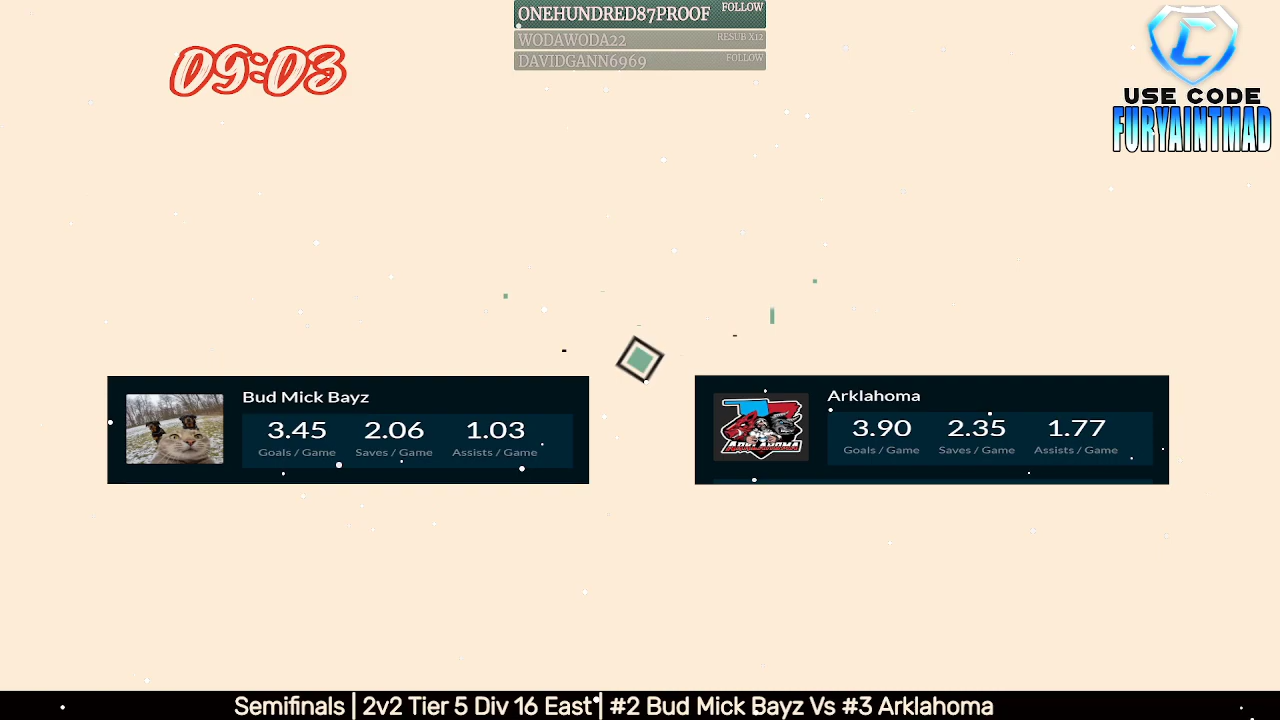 ONEHUNDRED87PROOF FOLLOW
WODAWODA22 RESUB X12
DAVIDGANN6969 FOLLOW
09:03
USE CODE
FURYAINTMAD
Bud Mick Bayz
3.45 2.06 1.03
Goals / Game Saves / Game Assists / Game
Arklahoma
3.90 2.35 1.77
Goals / Game Saves / Game Assists / Game
ARKLAHOMA
Semifinals | 2v2 Tier 5 Div 16 East | #2 Bud Mick Bayz Vs #3 Arklahoma